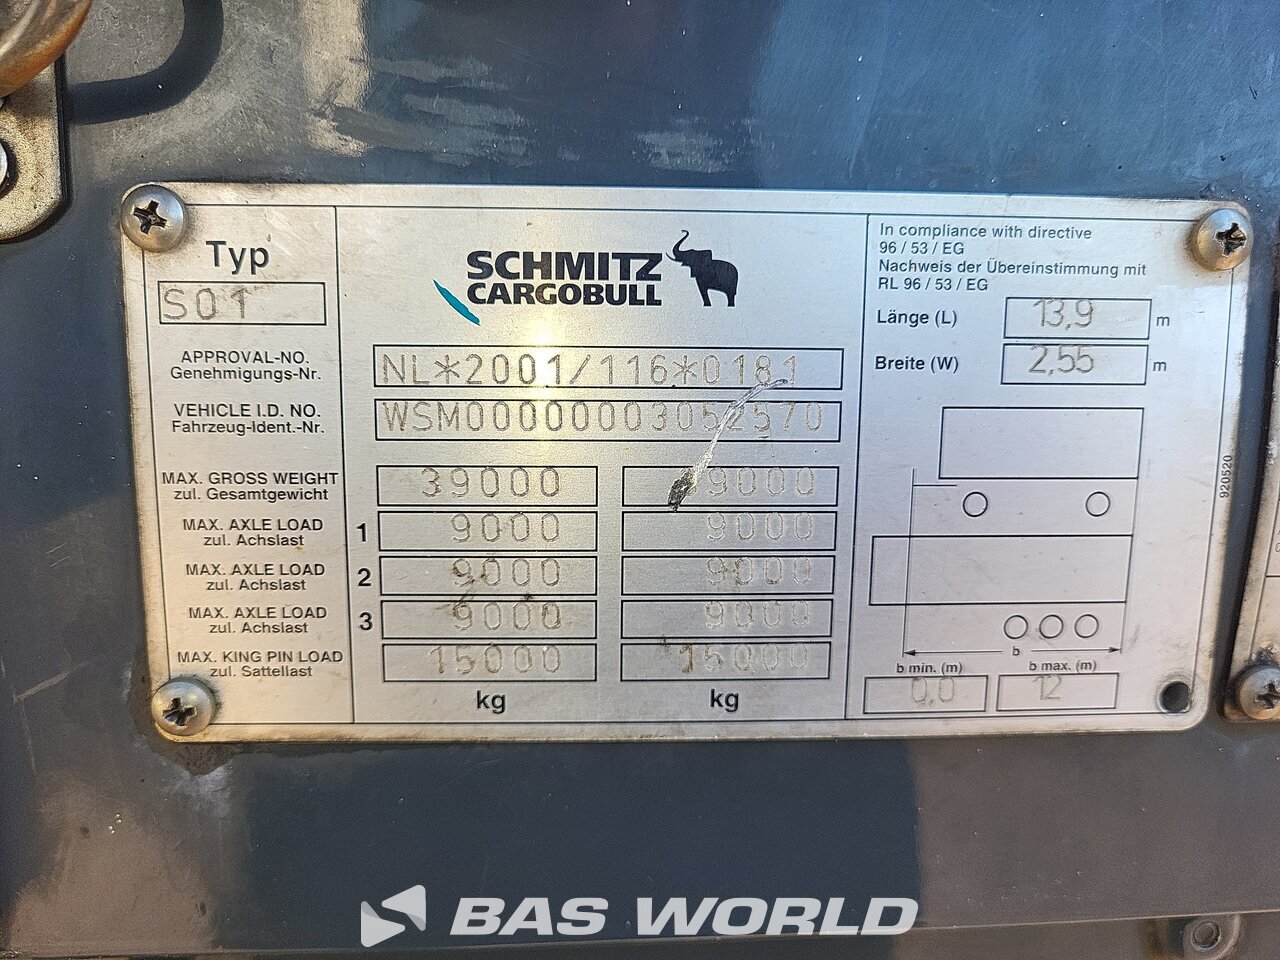 Typ
S01
SCHMITZ
CARGOBULL
In compliance with directive
96 / 53 / EG
Nachweis der Übereinstimmung mit
RL 96 / 53 / EG
Länge (L) 13,9 m
Breite (W) 2,55 m
APPROVAL-NO.
Genehmigungs-Nr.
NL*2001/116*0181
VEHICLE I.D. NO.
Fahrzeug-Ident.-Nr.
WSM00000003052570
MAX. GROSS WEIGHT
zul. Gesamtgewicht
39000 9000
MAX. AXLE LOAD
zul. Achslast
1 9000 9000
MAX. AXLE LOAD
zul. Achslast
2 9000 9000
MAX. AXLE LOAD
zul. Achslast
3 9000 9000
MAX. KING PIN LOAD
zul. Sattellast
15000 15000
kg kg
920520
b
b min. (m) b max. (m)
0,0 12
BAS WORLD